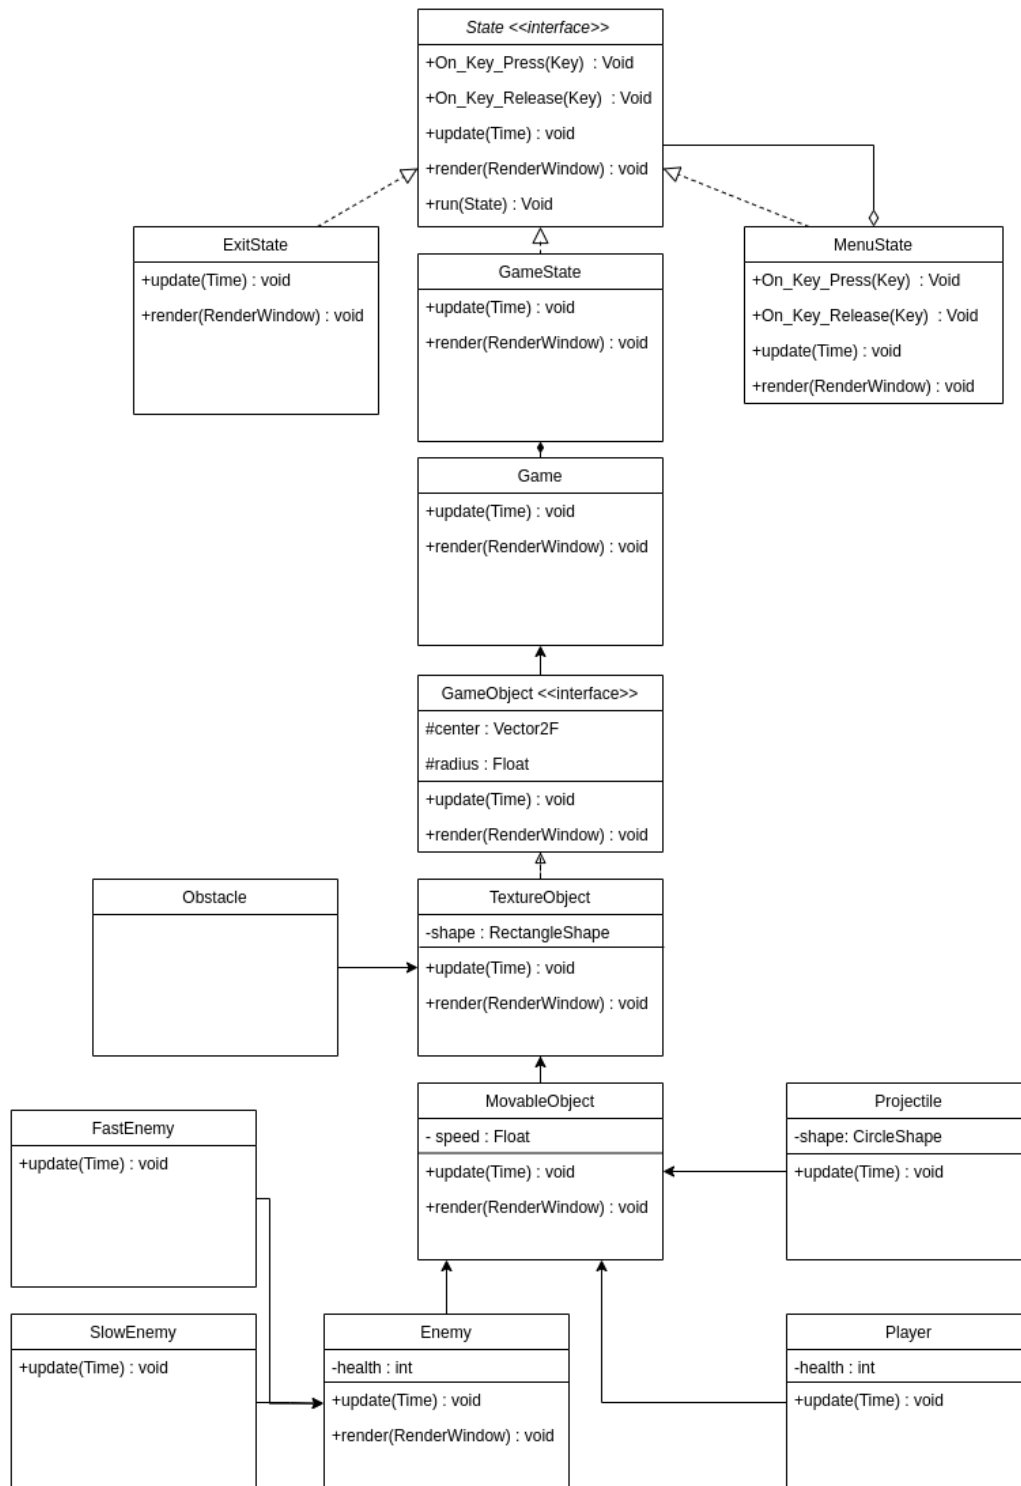 State <<interface>>
+On_Key_Press(Key) : Void
+On_Key_Release(Key) : Void
+update(Time) : void
+render(RenderWindow) : void
+run(State) : Void
ExitState
+update(Time) : void
+render(RenderWindow) : void
GameState
+update(Time) : void
+render(RenderWindow) : void
MenuState
+On_Key_Press(Key) : Void
+On_Key_Release(Key) : Void
+update(Time) : void
+render(RenderWindow) : void
Game
+update(Time) : void
+render(RenderWindow) : void
GameObject <<interface>>
#center : Vector2F
#radius : Float
+update(Time) : void
+render(RenderWindow) : void
Obstacle
TextureObject
-shape : RectangleShape
+update(Time) : void
+render(RenderWindow) : void
MovableObject
- speed : Float
+update(Time) : void
+render(RenderWindow) : void
Projectile
-shape: CircleShape
+update(Time) : void
FastEnemy
+update(Time) : void
SlowEnemy
+update(Time) : void
Enemy
-health : int
+update(Time) : void
+render(RenderWindow) : void
Player
-health : int
+update(Time) : void